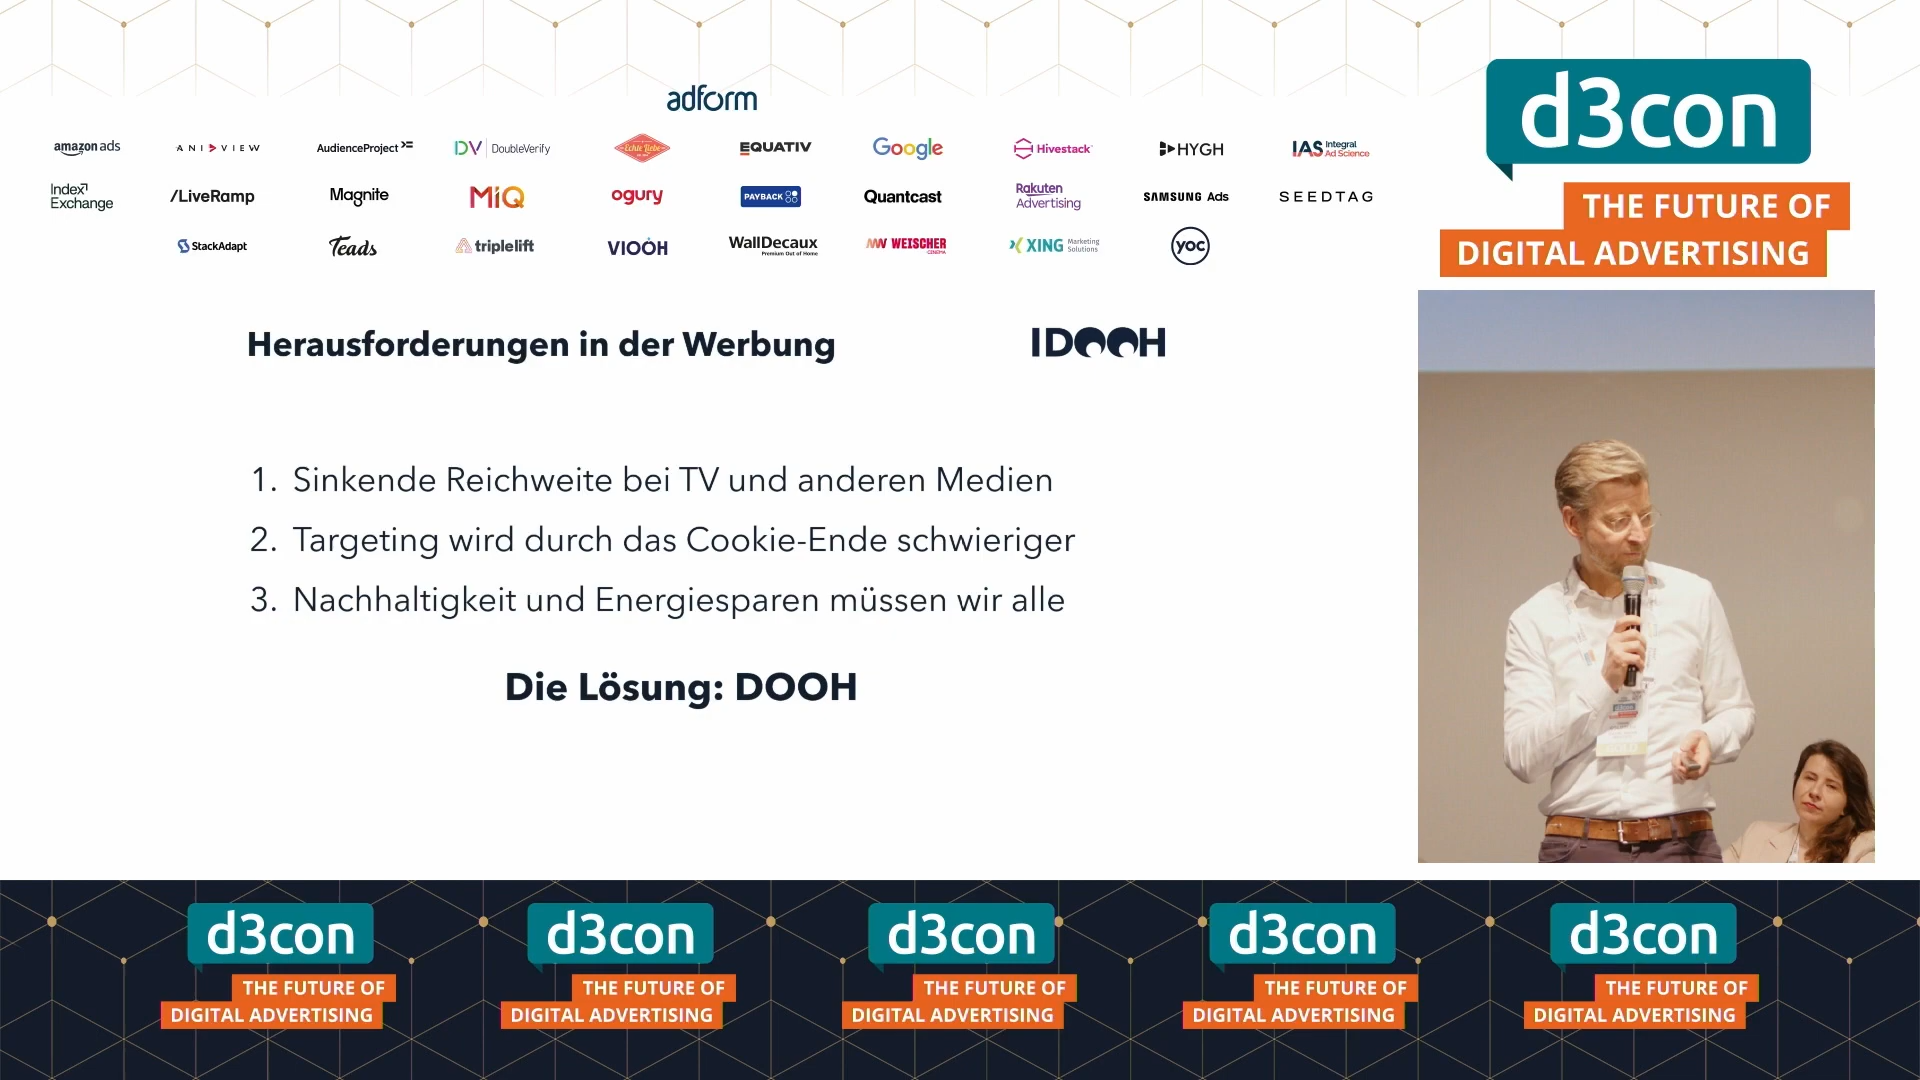 adform
amazon ads
ANIVIEW
AudienceProject
DV DoubleVerify
Echte Liebe
EQUATIV
Google
Hivestack
HYGH
IAS Integral Ad Science
Index Exchange
/LiveRamp
Magnite
MiQ
ogury
PAYBACK
Quantcast
Rakuten Advertising
SAMSUNG Ads
SEEDTAG
StackAdapt
Teads
triplelift
VIOOH
WallDecaux
Premium Out of Home
WEISCHER
CINEMA
XING Marketing Solutions
yoc
d3con
THE FUTURE OF
DIGITAL ADVERTISING
Herausforderungen in der Werbung
IDOOH
1. Sinkende Reichweite bei TV und anderen Medien
2. Targeting wird durch das Cookie-Ende schwieriger
3. Nachhaltigkeit und Energiesparen müssen wir alle
Die Lösung: DOOH
d3con
THE FUTURE OF
DIGITAL ADVERTISING
d3con
THE FUTURE OF
DIGITAL ADVERTISING
d3con
THE FUTURE OF
DIGITAL ADVERTISING
d3con
THE FUTURE OF
DIGITAL ADVERTISING
d3con
THE FUTURE OF
DIGITAL ADVERTISING